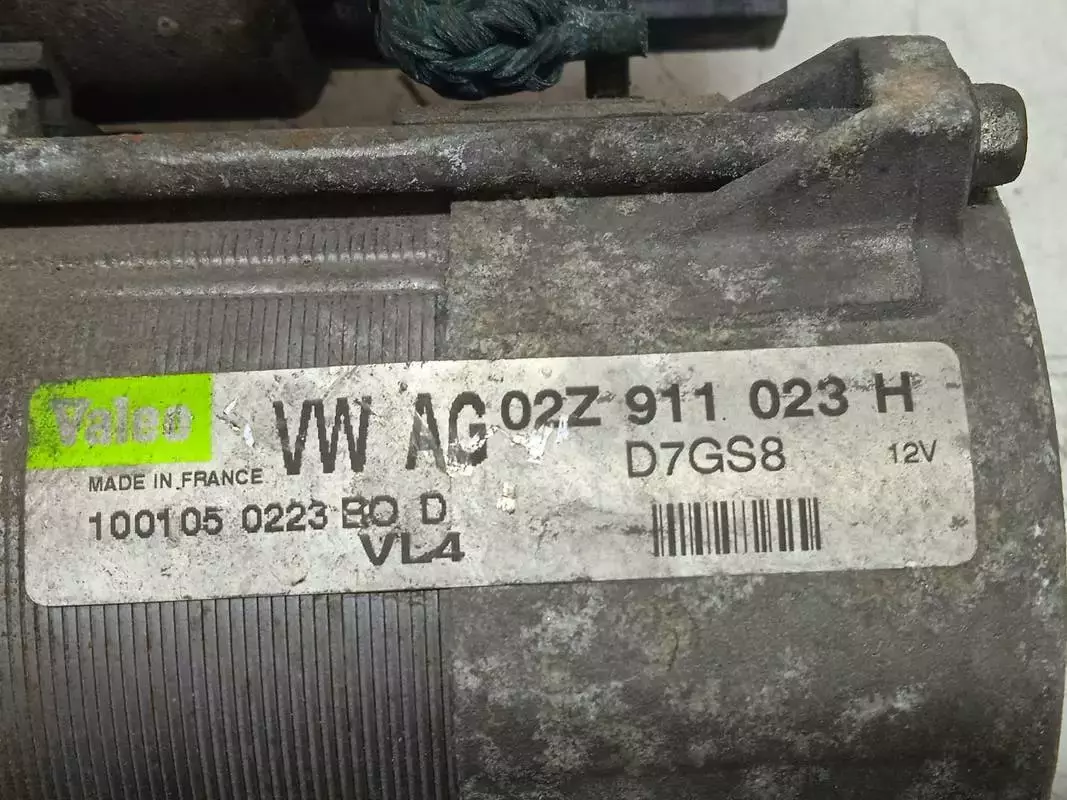 Valeo
VW AG 02Z 911 023 H
MADE IN FRANCE
D7GS8 12V
100105 0223 BO D
VL4